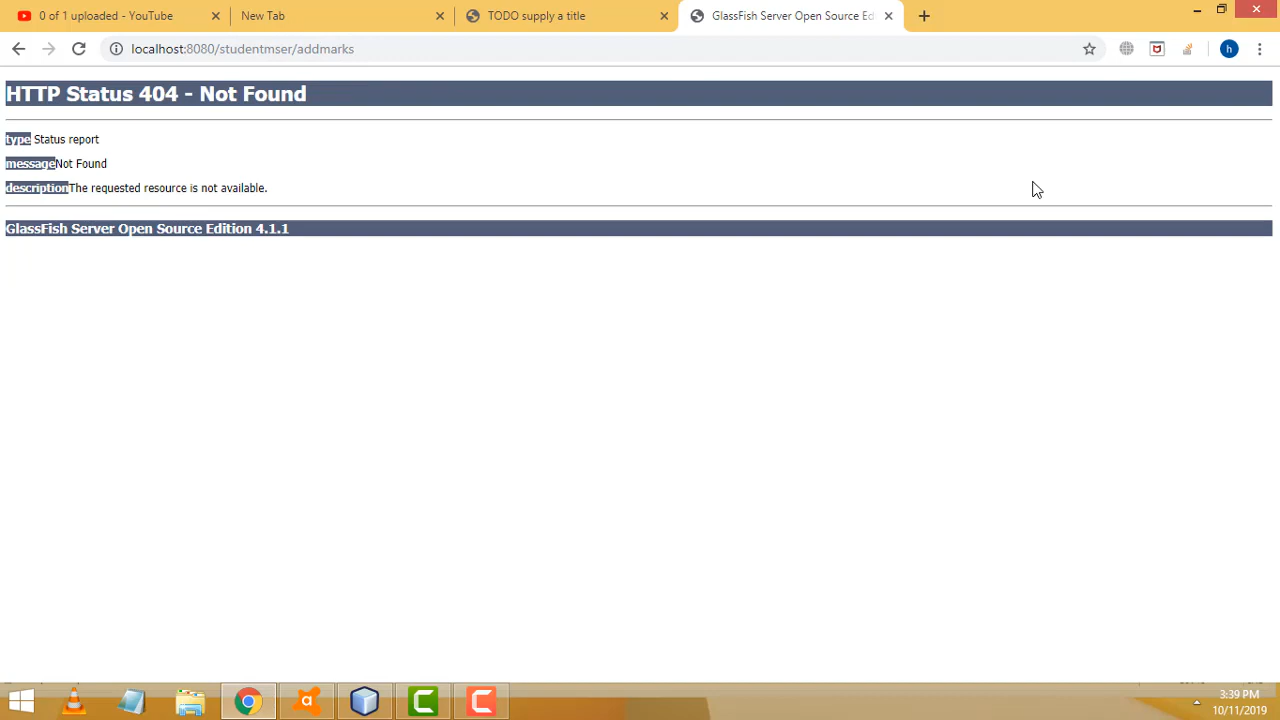 0 of 1 uploaded - YouTube
New Tab
TODO supply a title
GlassFish Server Open Source Ed
localhost:8080/studentmser/addmarks
h
HTTP Status 404 - Not Found
type Status report
messageNot Found
descriptionThe requested resource is not available.
GlassFish Server Open Source Edition 4.1.1
3:39 PM
10/11/2019